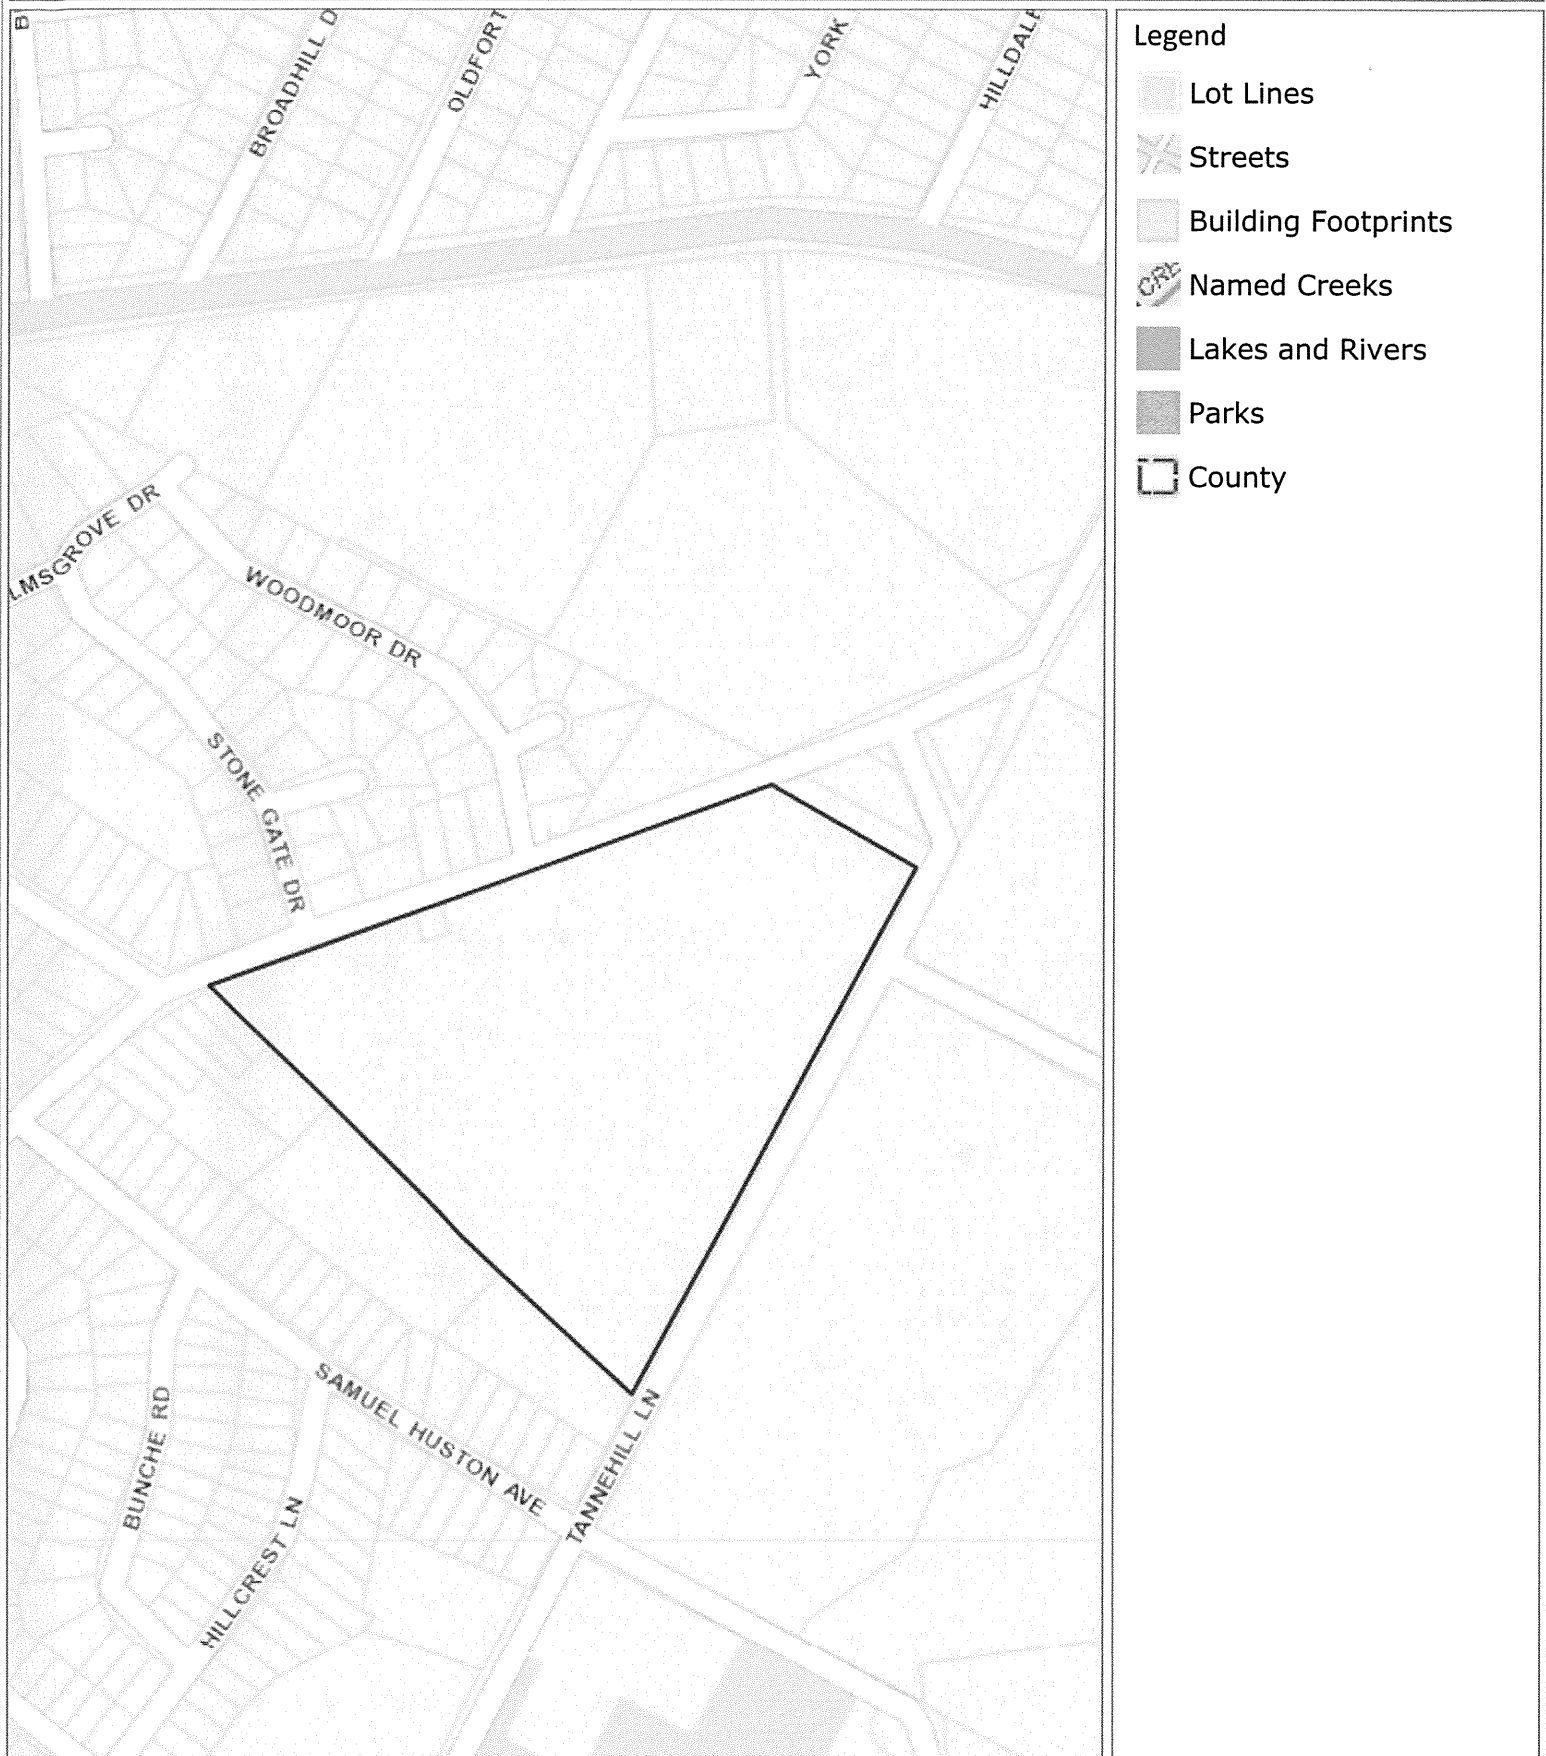 B
BROADHILL D
OLDFORT
YORK
HILLDALE
LMSGROVE DR
WOODMOOR DR
STONE GATE DR
SAMUEL HUSTON AVE
TANNEHILL LN
BUNCHE RD
HILLCREST LN
Legend
Lot Lines
Streets
Building Footprints
CRE
Named Creeks
Lakes and Rivers
Parks
County